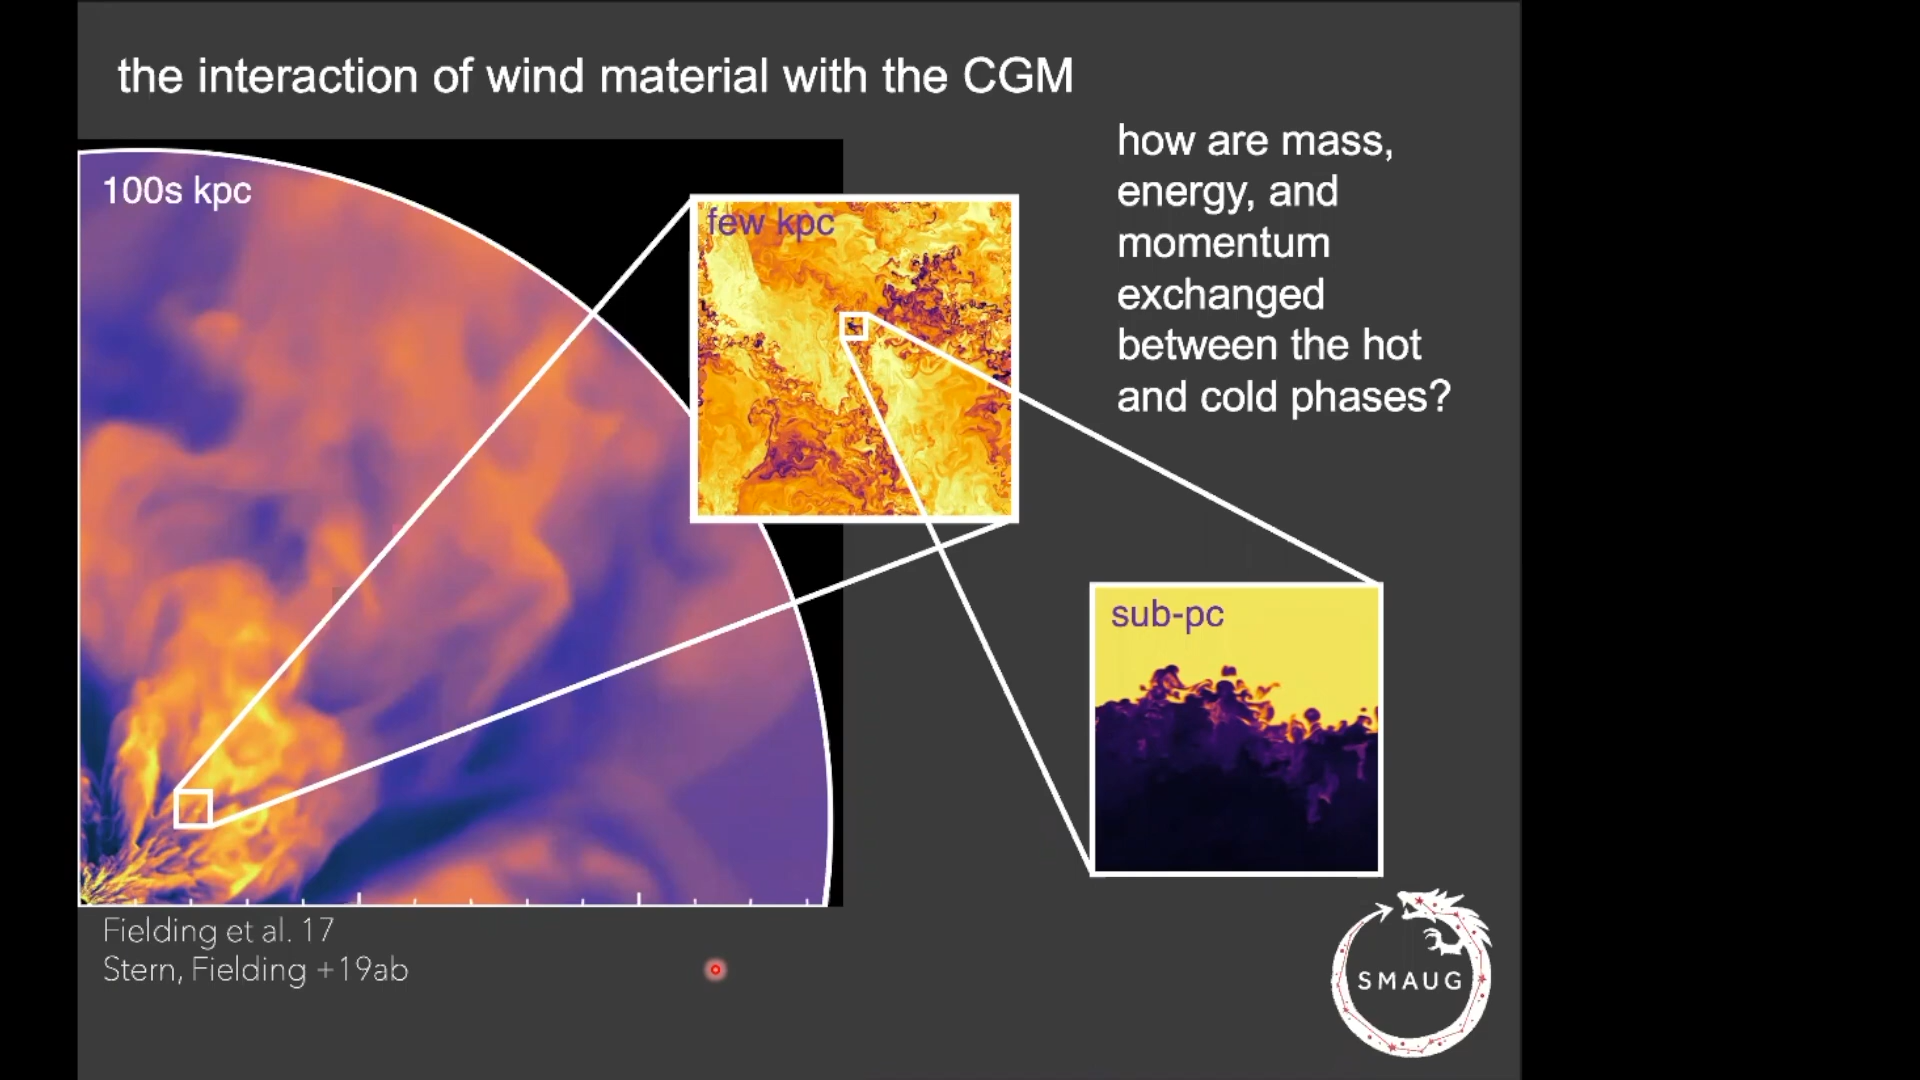 the interaction of wind material with the CGM
how are mass,
energy, and
momentum
exchanged
between the hot
and cold phases?
100s kpc
few kpc
sub-pc
Fielding et al. 17
Stern, Fielding +19ab
SMAUG